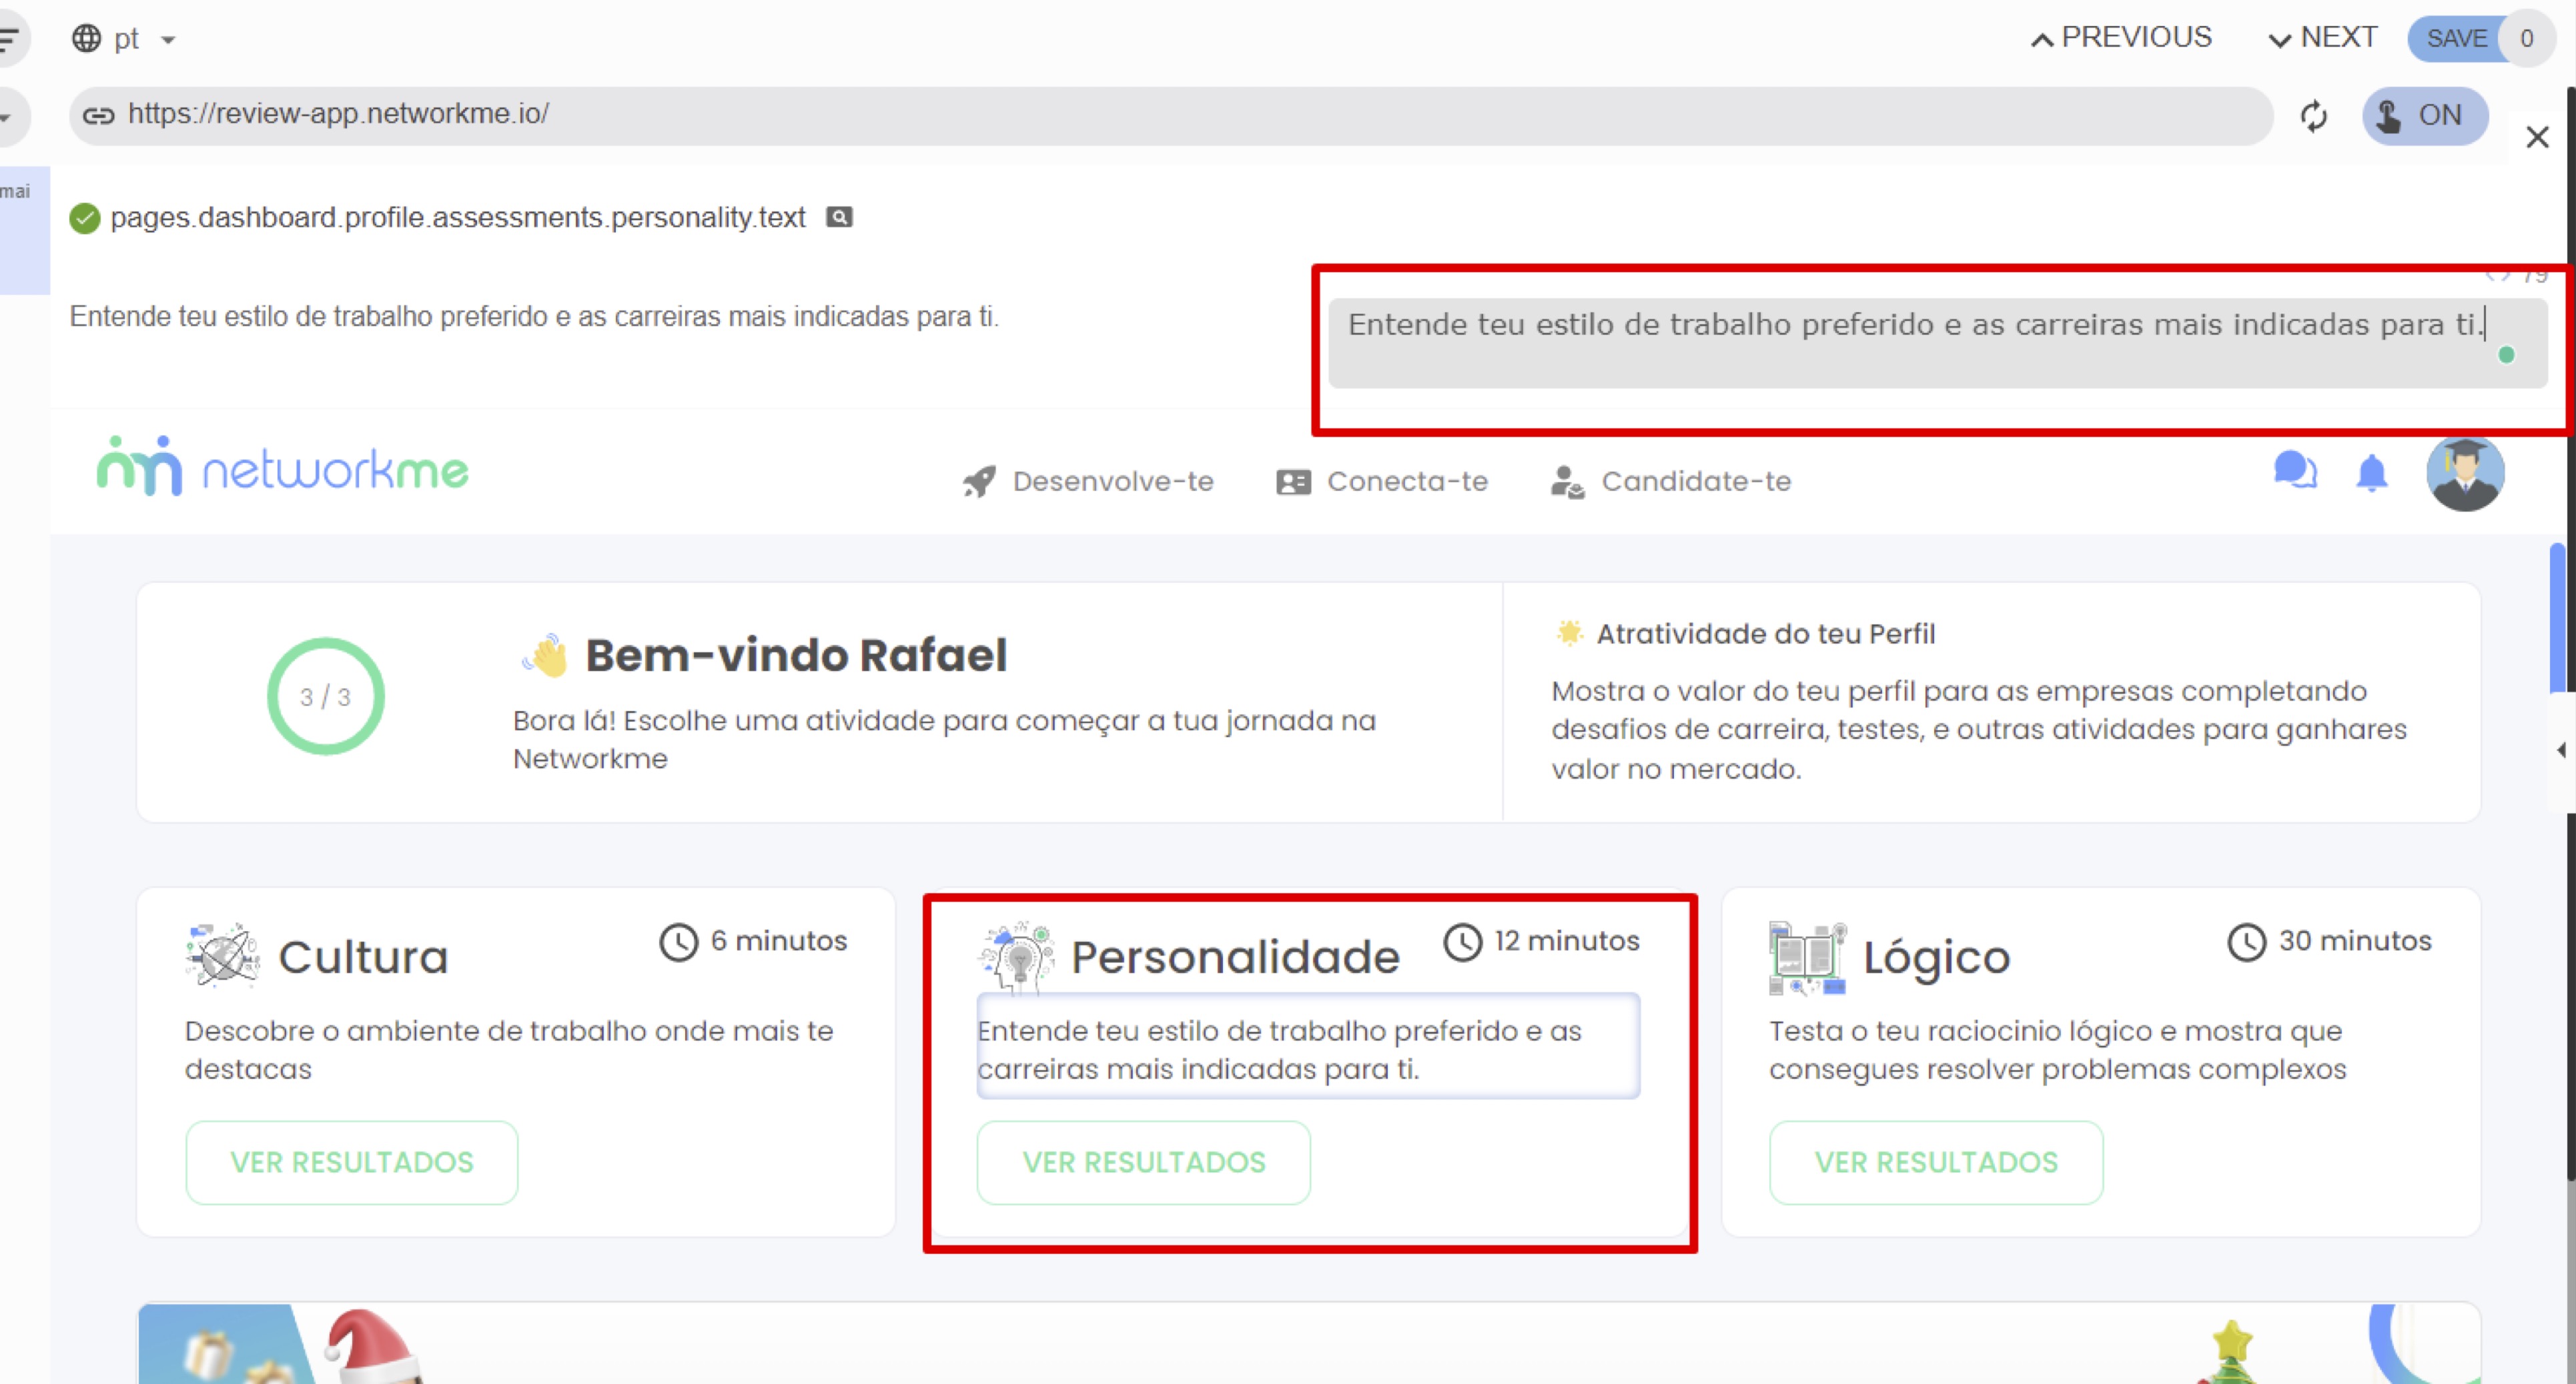 pt
PREVIOUS
NEXT
SAVE
0
https://review-app.networkme.io/
ON
mai
pages.dashboard.profile.assessments.personality.text
79
Entende teu estilo de trabalho preferido e as carreiras mais indicadas para ti.
Entende teu estilo de trabalho preferido e as carreiras mais indicadas para ti.
networkme
Desenvolve-te
Conecta-te
Candidate-te
3 / 3
Bem-vindo Rafael
Bora lá! Escolhe uma atividade para começar a tua jornada na
Networkme
Atratividade do teu Perfil
Mostra o valor do teu perfil para as empresas completando
desafios de carreira, testes, e outras atividades para ganhares
valor no mercado.
Cultura
6 minutos
Descobre o ambiente de trabalho onde mais te
destacas
VER RESULTADOS
Personalidade
12 minutos
Entende teu estilo de trabalho preferido e as
carreiras mais indicadas para ti.
VER RESULTADOS
Lógico
30 minutos
Testa o teu raciocinio lógico e mostra que
consegues resolver problemas complexos
VER RESULTADOS